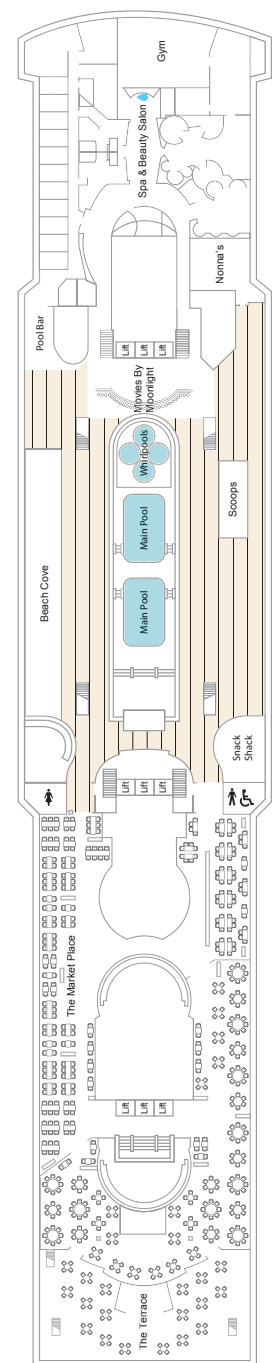 Gym
Spa & Beauty Salon
Nonna's
Pool Bar
Lift
Lift
Lift
Movies By
Moonlight
Whirlpools
Scoops
Main Pool
Beach Cove
Main Pool
Snack
Shack
Lift
Lift
Lift
The Market Place
Lift
Lift
Lift
The Terrace